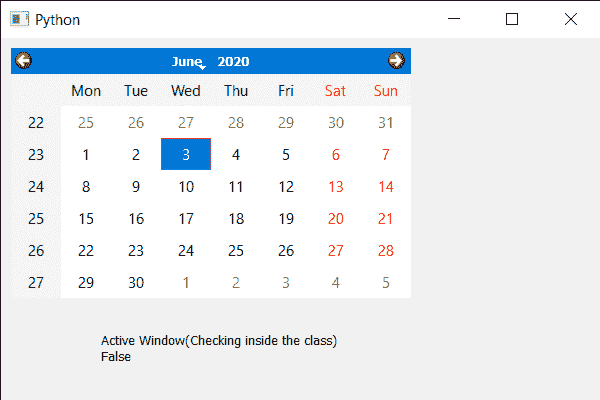 Python
June 2020
Mon Tue Wed Thu Fri Sat Sun
22 25 26 27 28 29 30 31
23 1 2 3 4 5 6 7
24 8 9 10 11 12 13 14
25 15 16 17 18 19 20 21
26 22 23 24 25 26 27 28
27 29 30 1 2 3 4 5
Active Window(Checking inside the class)
False